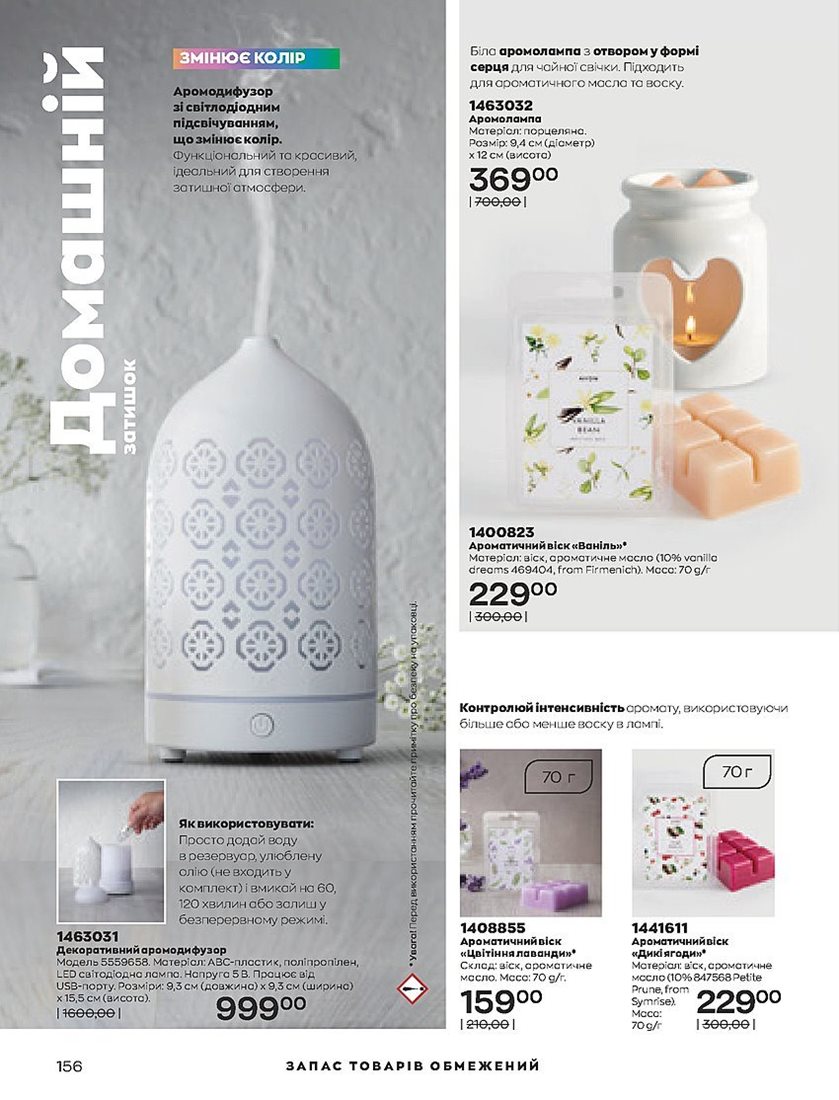 Домашній
затишок
ЗМІНЮЄ КОЛІР
Аромодифузор
зі світлодіодним
підсвічуванням,
що змінює колір.
Функціональний та красивий,
ідеальний для створення
затишної атмосфери.
Як використовувати:
Просто додай воду
в резервуар, улюблену
олію (не входить у
комплект) і вмикай на 60,
120 хвилин або залиш у
безперервному режимі.
1463031
Декоративний аромодифузор
Модель 5559658. Матеріал: АВС-пластик, поліпропілен,
LED світодіодна лампа. Напруга 5 В. Працює від
USB-порту. Розміри: 9,3 см (довжина) х 9,3 см (ширина)
х 15,5 см (висота).
|1600,00|
99900
* Увага! Перед використанням прочитайте примітку про безпеку на упаковці.
Біла аромолампа з отвором у формі
серця для чайної свічки. Підходить
для ароматичного масла та воску.
1463032
Аромолампа
Матеріал: порцеляна.
Розмір: 9,4 см (діаметр)
х 12 см (висота)
36900
|700,00|
AVON
VANILLA
BEAN
1400823
Ароматичний віск «Ваніль»*
Матеріал: віск, ароматичне масло (10% vanilla
dreams 469404, from Firmenich). Маса: 70 g/г
22900
|300,00|
Контролюй інтенсивність аромату, використовуючи
більше або менше воску в лампі.
70 г
1408855
Ароматичний віск
«Цвітіння лаванди»*
Склад: віск, ароматичне
масло. Маса: 70 g/г.
15900
|210,00|
70 г
1441611
Ароматичний віск
«Дикі ягоди»*
Матеріал: віск, ароматичне
масло (10% 847568 Petite
Prune, from
Symrise).
Маса:
70 g/г
22900
|300,00|
156
ЗАПАС ТОВАРІВ ОБМЕЖЕНИЙ